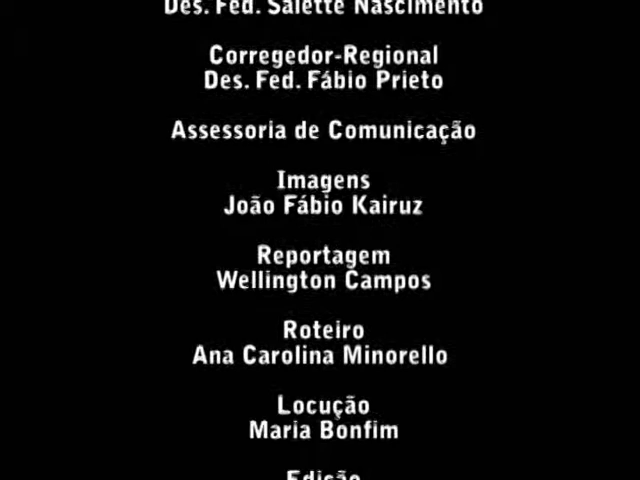 Des. Fed. Salette Nascimento
Corregedor-Regional
Des. Fed. Fábio Prieto
Assessoria de Comunicação
Imagens
João Fábio Kairuz
Reportagem
Wellington Campos
Roteiro
Ana Carolina Minorello
Locução
Maria Bonfim
Edição